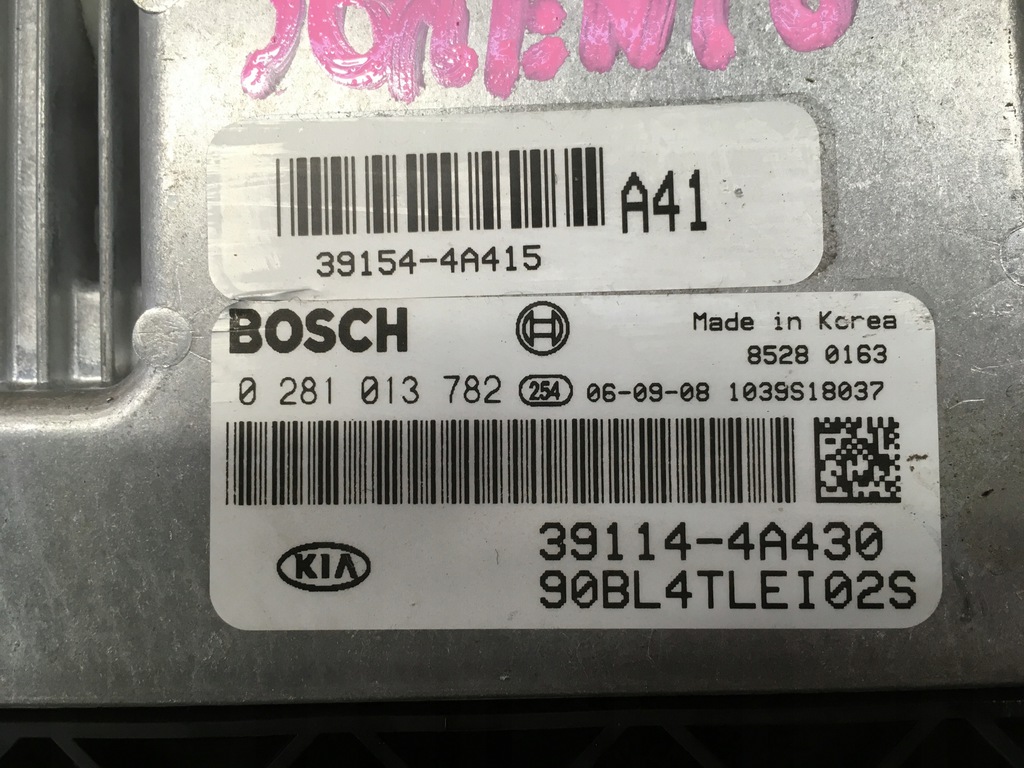 SORENTO
A41
39154-4A415
BOSCH
Made in Korea
8528 0163
0 281 013 782 254 06-09-08 1039S18037
39114-4A430
KIA
90BL4TLEI02S